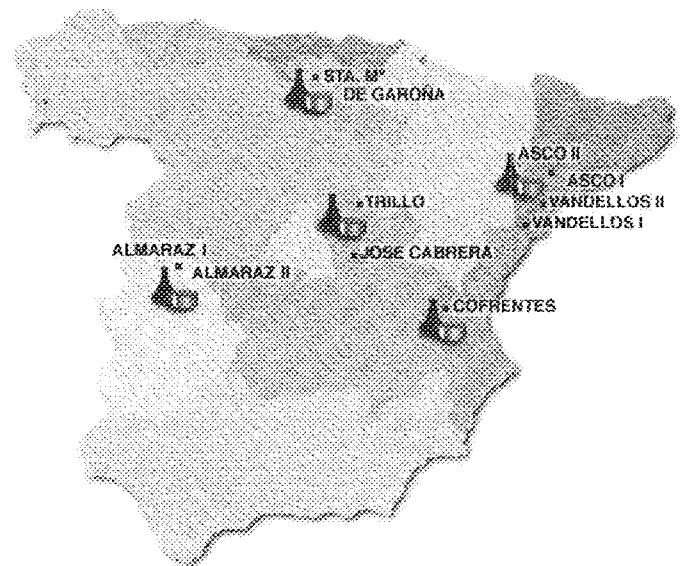 STA. Mª
DE GAROÑA
ASCO II
ASCO I
VANDELLOS II
VANDELLOS I
TRILLO
JOSE CABRERA
ALMARAZ I
ALMARAZ II
COFRENTES